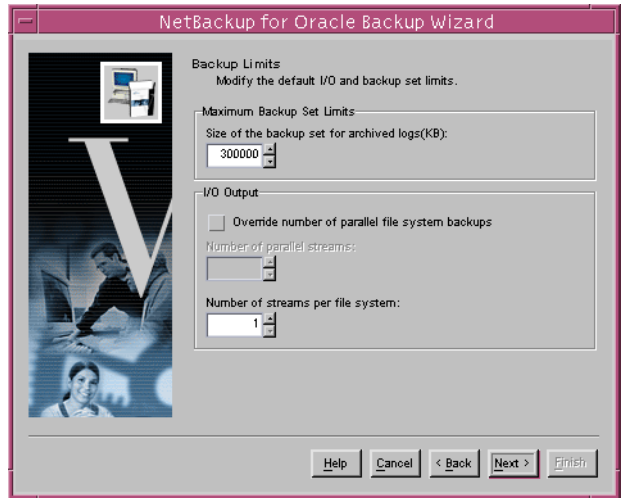 NetBackup for Oracle Backup Wizard
Backup Limits
Modify the default I/O and backup set limits.
Maximum Backup Set Limits
Size of the backup set for archived logs(KB):
300000
I/O Output
Override number of parallel file system backups
Number of parallel streams:
Number of streams per file system:
1
V
Help Cancel < Back Next > Finish